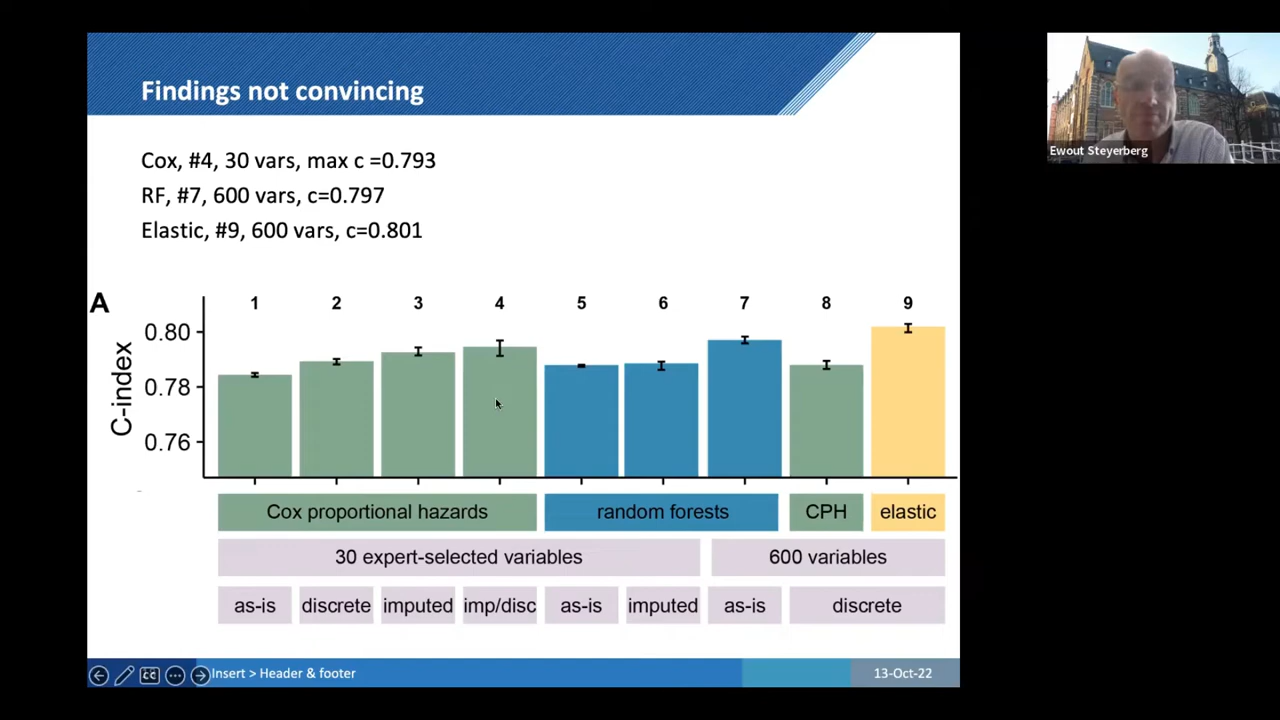 Findings not convincing
Cox, #4, 30 vars, max c =0.793
RF, #7, 600 vars, c=0.797
Elastic, #9, 600 vars, c=0.801
Ewout Steyerberg
A
1 2 3 4 5 6 7 8 9
C-index
0.80
0.78
0.76
Cox proportional hazards random forests CPH elastic
30 expert-selected variables 600 variables
as-is discrete imputed imp/disc as-is imputed as-is discrete
CC Insert > Header & footer 13-Oct-22